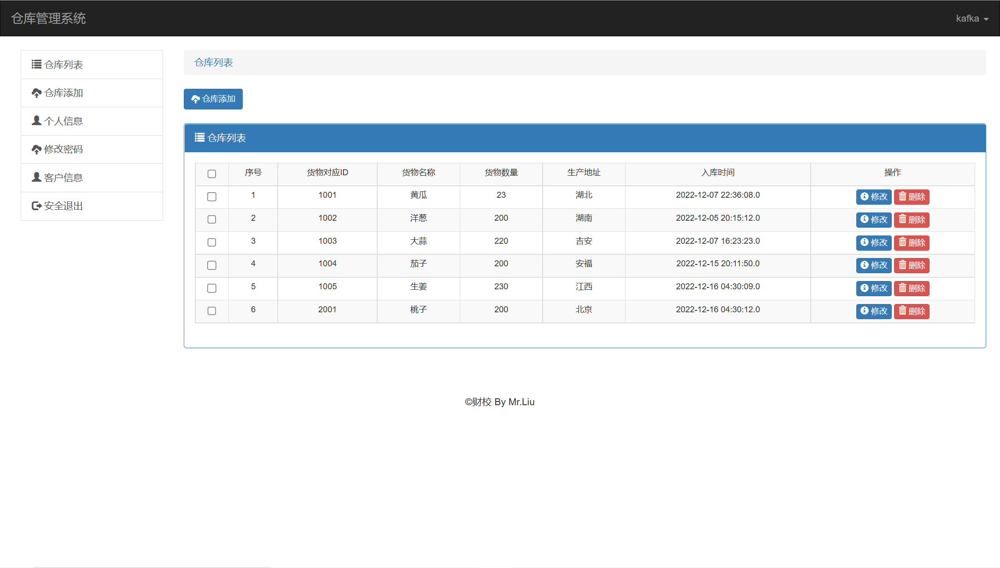 仓库管理系统
kafka
仓库列表
仓库添加
个人信息
修改密码
客户信息
安全退出
仓库列表
仓库添加
仓库列表
序号 货物对应ID 货物名称 货物数量 生产地址 入库时间 操作
1 1001 黄瓜 23 湖北 2022-12-07 22:36:08.0 修改 删除
2 1002 洋葱 200 湖南 2022-12-05 20:15:12.0 修改 删除
3 1003 大蒜 220 吉安 2022-12-07 16:23:23.0 修改 删除
4 1004 茄子 200 安福 2022-12-15 20:11:50.0 修改 删除
5 1005 生姜 230 江西 2022-12-16 04:30:09.0 修改 删除
6 2001 桃子 200 北京 2022-12-16 04:30:12.0 修改 删除
©财校 By Mr.Liu